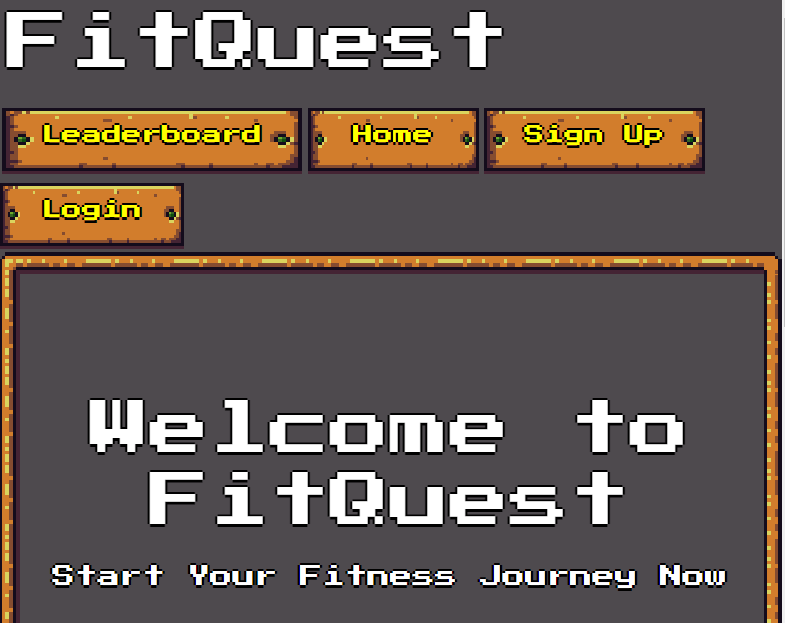 FitQuest
Leaderboard Home Sign Up
Login
Welcome to
FitQuest
Start Your Fitness Journey Now